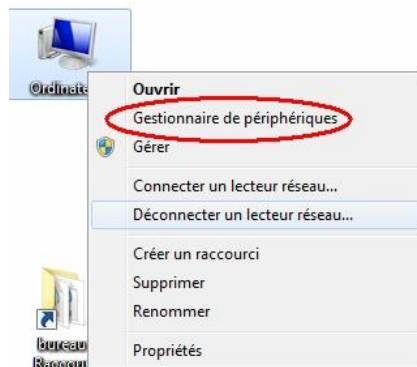 Ouvrir
Gestionnaire de périphériques
Gérer
Connecter un lecteur réseau...
Déconnecter un lecteur réseau...
Créer un raccourci
Supprimer
Renommer
Propriétés
bureau